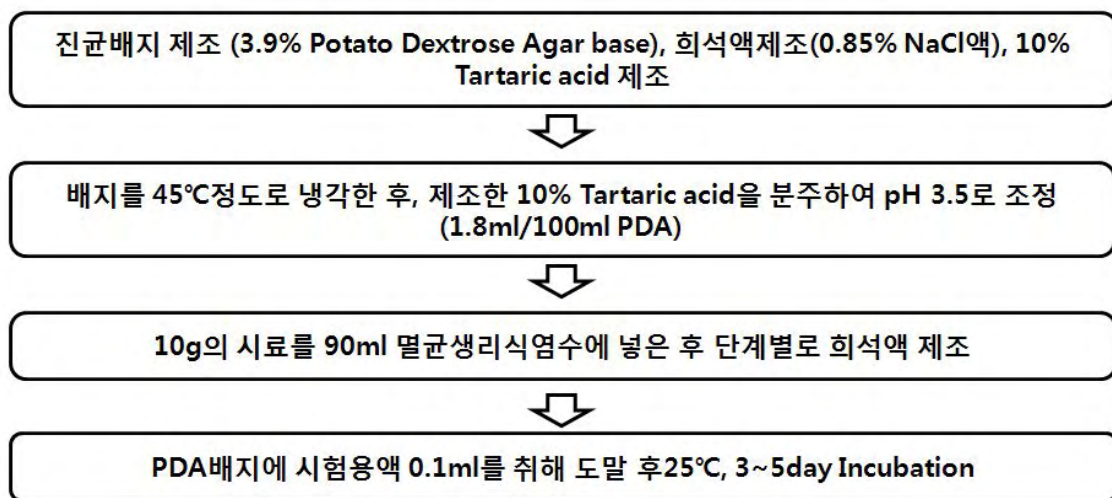 진균배지 제조 (3.9% Potato Dextrose Agar base), 희석액제조(0.85% NaCl액), 10%
Tartaric acid 제조
배지를 45℃정도로 냉각한 후, 제조한 10% Tartaric acid을 분주하여 pH 3.5로 조정
(1.8ml/100ml PDA)
10g의 시료를 90ml 멸균생리식염수에 넣은 후 단계별로 희석액 제조
PDA배지에 시험용액 0.1ml를 취해 도말 후25℃, 3~5day Incubation